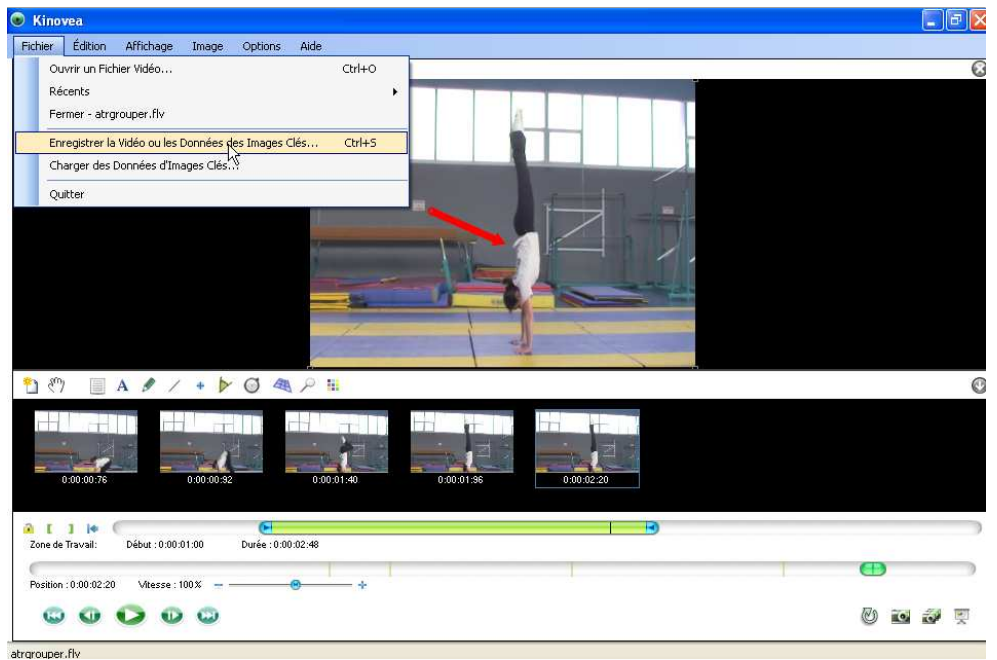 Kinovea
Fichier Édition Affichage Image Options Aide
Ouvrir un Fichier Vidéo... Ctrl+O
Récents
Fermer - atrgrouper.flv
Enregistrer la Vidéo ou les Données des Images Clés... Ctrl+S
Charger des Données d'Images Clés...
Quitter
A
0:00:00:76 0:00:00:92 0:00:01:40 0:00:01:96 0:00:02:20
Zone de Travail: Début : 0:00:01:00 Durée : 0:00:02:48
Position : 0:00:02:20 Vitesse : 100%
atrgrouper.flv